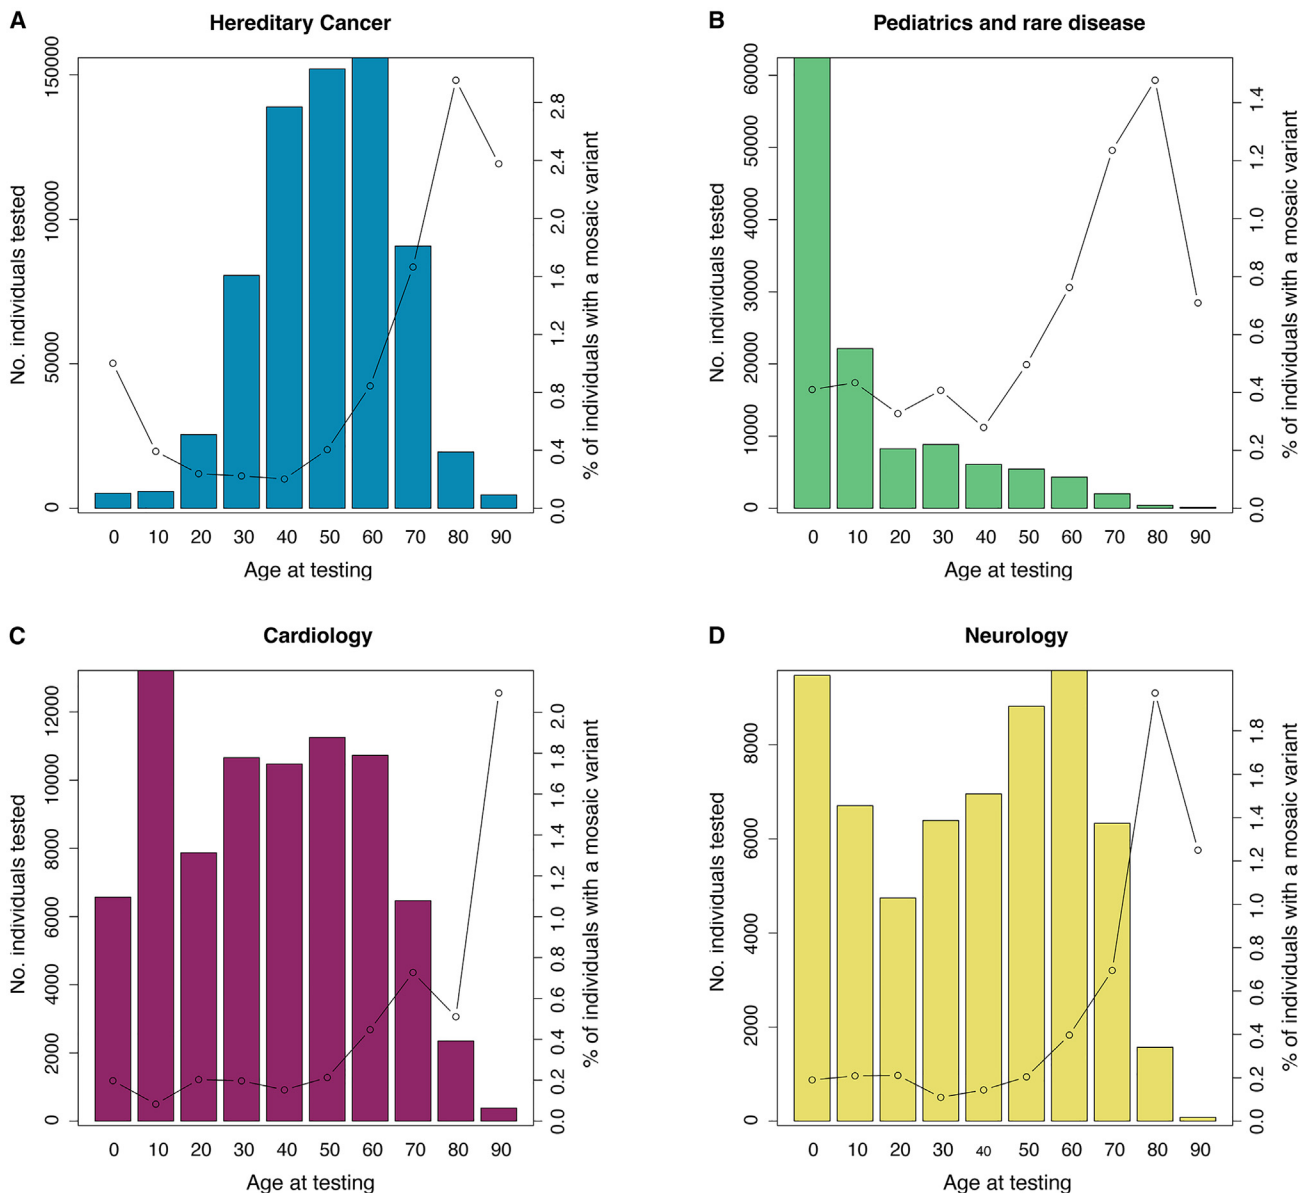 A
Hereditary Cancer
No. individuals tested
0
50000
100000
150000
0.0
0.4
0.8
1.2
1.6
2.0
2.4
2.8
% of individuals with a mosaic variant
0 10 20 30 40 50 60 70 80 90
Age at testing
B
Pediatrics and rare disease
No. individuals tested
0
10000
20000
30000
40000
50000
60000
0.0
0.2
0.4
0.6
0.8
1.0
1.2
1.4
% of individuals with a mosaic variant
0 10 20 30 40 50 60 70 80 90
Age at testing
C
Cardiology
No. individuals tested
0
2000
4000
6000
8000
10000
12000
0.0
0.2
0.4
0.6
0.8
1.0
1.2
1.4
1.6
1.8
2.0
% of individuals with a mosaic variant
0 10 20 30 40 50 60 70 80 90
Age at testing
D
Neurology
No. individuals tested
0
2000
4000
6000
8000
0.0
0.2
0.4
0.6
0.8
1.0
1.2
1.4
1.6
1.8
% of individuals with a mosaic variant
0 10 20 30 40 50 60 70 80 90
Age at testing